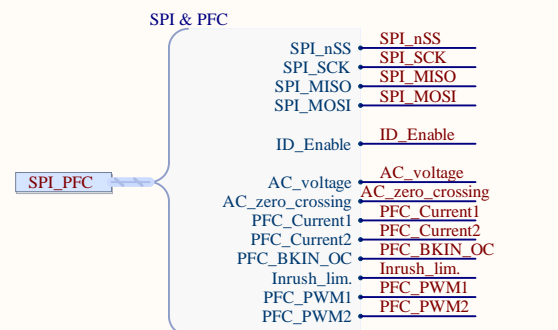 SPI & PFC
SPI_nSS SPI_nSS
SPI_SCK SPI_SCK
SPI_MISO SPI_MISO
SPI_MOSI SPI_MOSI
ID_Enable ID_Enable
SPI_PFC
AC_voltage AC_voltage
AC_zero_crossing AC_zero_crossing
PFC_Current1 PFC_Current1
PFC_Current2 PFC_Current2
PFC_BKIN_OC PFC_BKIN_OC
Inrush_lim. Inrush_lim.
PFC_PWM1 PFC_PWM1
PFC_PWM2 PFC_PWM2